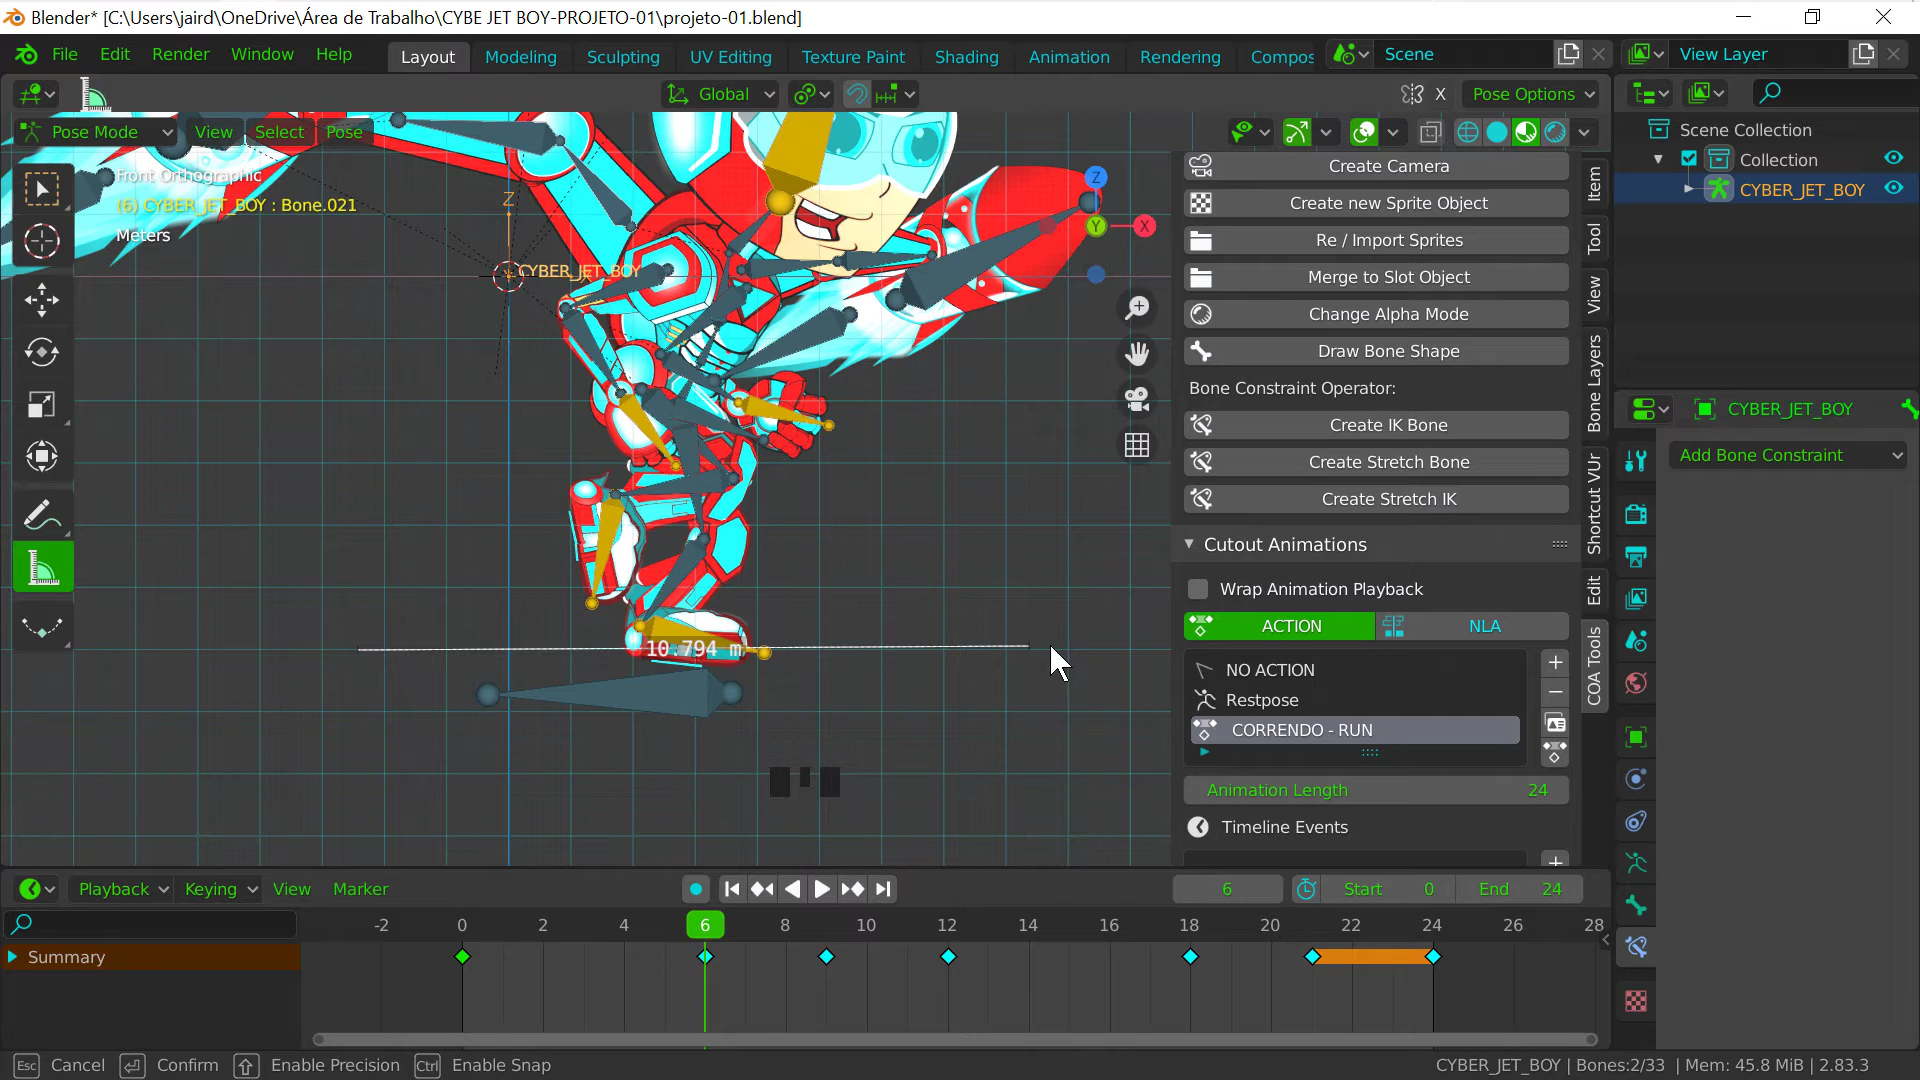 Blender* [C:\Users\jaird\OneDrive\Área de Trabalho\CYBE JET BOY-PROJETO-01\projeto-01.blend]
File Edit Render Window Help Layout Modeling Sculpting UV Editing Texture Paint Shading Animation Rendering Compos Scene View Layer
Global X Pose Options
Pose Mode View Select Pose
Scene Collection
Collection
CYBER_JET_BOY
Front Orthographic
(6) CYBER_JET_BOY : Bone.021
Meters
Z
CYBER_JET_BOY
Z
Y
X
10.794 m
Create Camera
Create new Sprite Object
Re / Import Sprites
Merge to Slot Object
Change Alpha Mode
Draw Bone Shape
Bone Constraint Operator:
Create IK Bone
Create Stretch Bone
Create Stretch IK
Cutout Animations
Wrap Animation Playback
ACTION NLA
NO ACTION
Restpose
CORRENDO - RUN
Animation Length 24
Timeline Events
Item
Tool
View
Bone Layers
Shortcut VUr
Edit
COA Tools
CYBER_JET_BOY
Add Bone Constraint
Playback Keying View Marker 6 Start 0 End 24
-2 0 2 4 6 8 10 12 14 16 18 20 22 24 26 28
Summary
Esc Cancel Confirm Enable Precision Ctrl Enable Snap CYBER_JET_BOY | Bones:2/33 | Mem: 45.8 MiB | 2.83.3